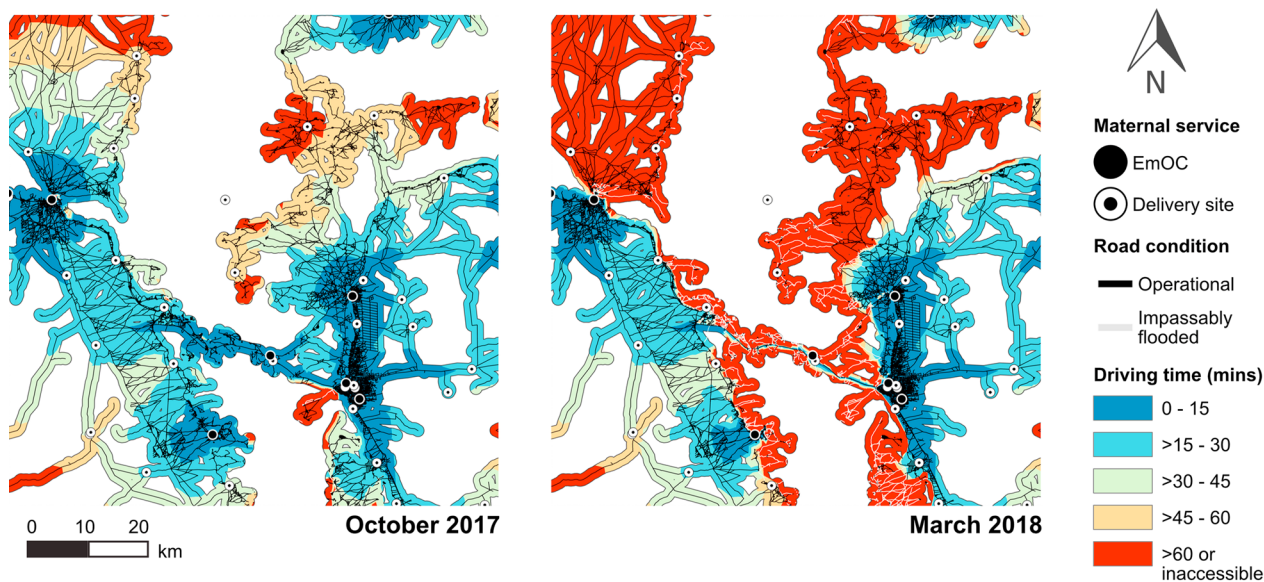 N
Maternal service
EmOC
Delivery site
Road condition
Operational
Impassably
flooded
Driving time (mins)
0 - 15
>15 - 30
>30 - 45
>45 - 60
>60 or
inaccessible
0 10 20
km
October 2017
March 2018